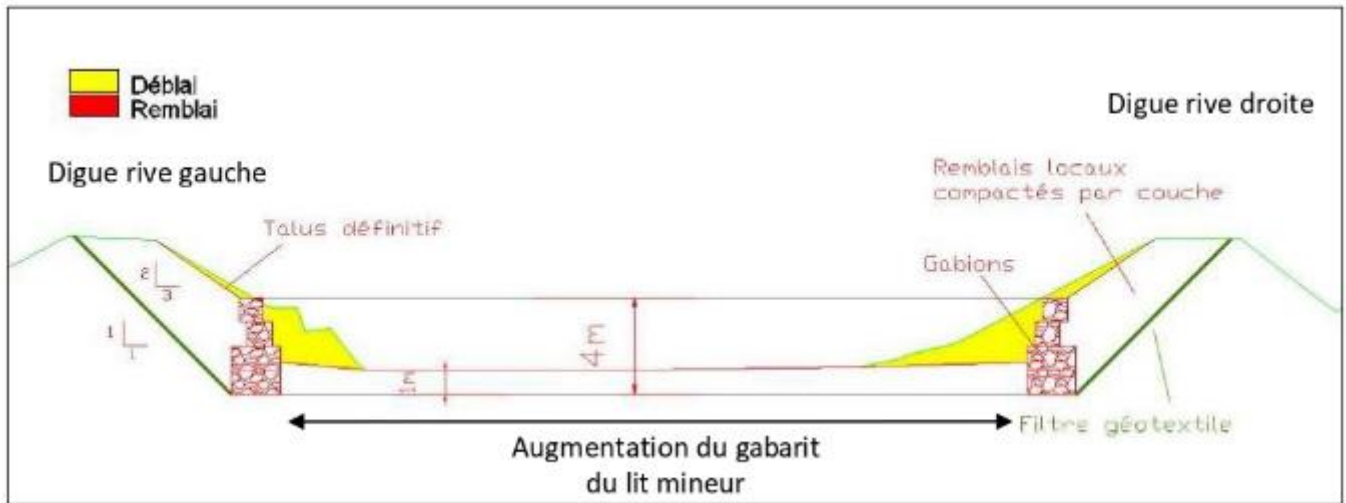 Déblai
Remblai
Digue rive droite
Digue rive gauche
Remblais locaux
compactés par couche
Talus définitif
Gabions
2
3
1
1
4m
1m
Filtre géotextile
Augmentation du gabarit
du lit mineur